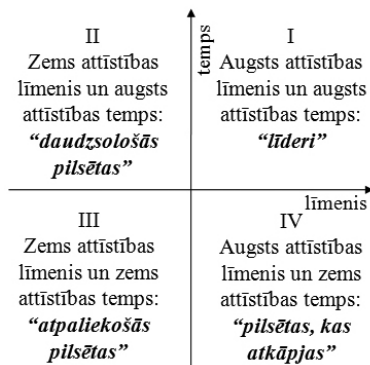 II
Zems attīstības
līmenis un augsts
attīstības temps:
“daudzsološās
pilsētas”
temps
I
Augsts attīstības
līmenis un augsts
attīstības temps:
“līderi”
līmenis
III
Zems attīstības
līmenis un zems
attīstības temps:
“atpaliekošās
pilsētas”
IV
Augsts attīstības
līmenis un zems
attīstības temps:
“pilsētas, kas
atkāpjas”